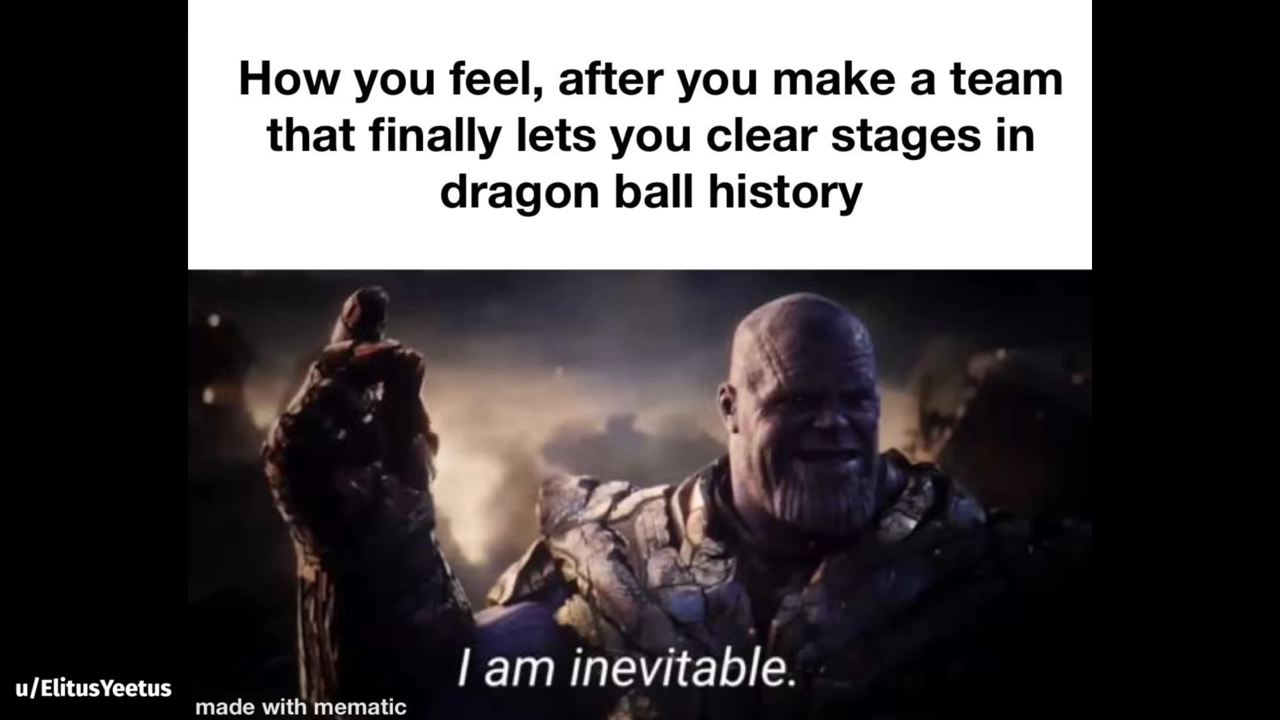 How you feel, after you make a team
that finally lets you clear stages in
dragon ball history
I am inevitable.
u/ElitusYeetus
made with mematic